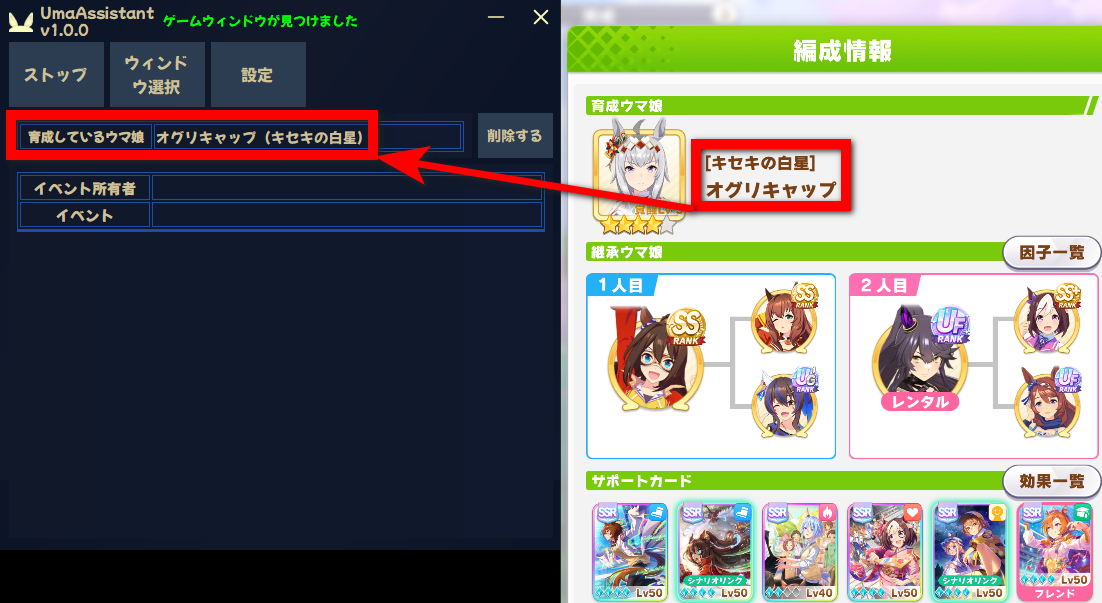 UmaAssistant
v1.0.0
ゲームウィンドウが見つけました
ストップ
ウィンド
ウ選択
設定
育成しているウマ娘
オグリキャップ（キセキの白星）
削除する
イベント所有者
イベント
編成情報
育成ウマ娘
[キセキの白星]
オグリキャップ
継承ウマ娘
因子一覧
1人目
SS
RANK
SS
RANK
UG
RANK
2人目
UF
RANK
レンタル
SS+
RANK
UF
RANK
サポートカード
効果一覧
SSR
Lv50
SSR
シナリオリンク
Lv50
SSR
Lv40
SSR
Lv50
SSR
シナリオリンク
Lv50
SSR
Lv50
フレンド